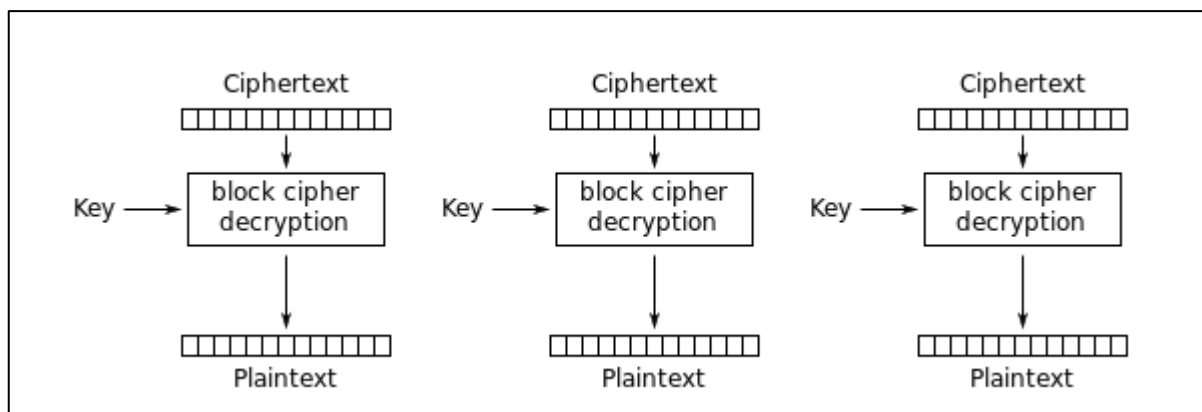 Ciphertext
Ciphertext
Ciphertext
Key
block cipher
decryption
Key
block cipher
decryption
Key
block cipher
decryption
Plaintext
Plaintext
Plaintext